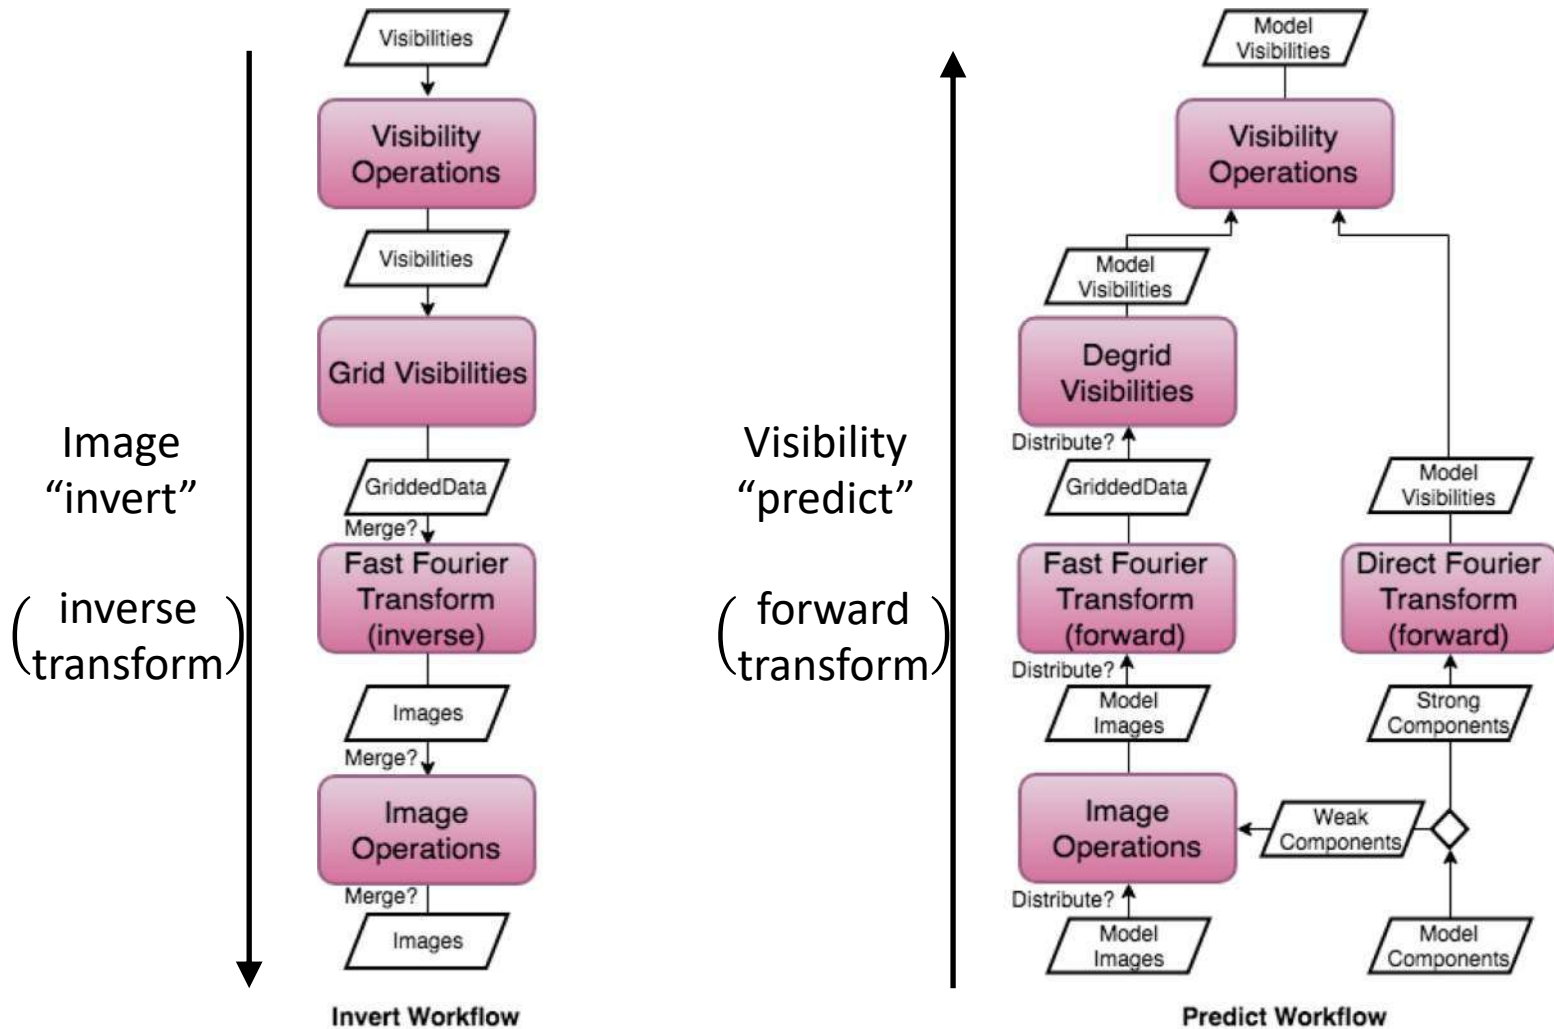 Visibilities
Visibility
Operations
Visibilities
Grid Visibilities
GriddedData
Merge?
Fast Fourier
Transform
(inverse)
Images
Merge?
Image
Operations
Merge?
Images
Invert Workflow
Image
“invert”
(inverse
transform)
Model
Visibilities
Visibility
Operations
Model
Visibilities
Degrid
Visibilities
Distribute?
GriddedData
Fast Fourier
Transform
(forward)
Distribute?
Model
Images
Image
Operations
Distribute?
Model
Images
Model
Visibilities
Direct Fourier
Transform
(forward)
Strong
Components
Weak
Components
Model
Components
Predict Workflow
Visibility
“predict”
(forward
transform)